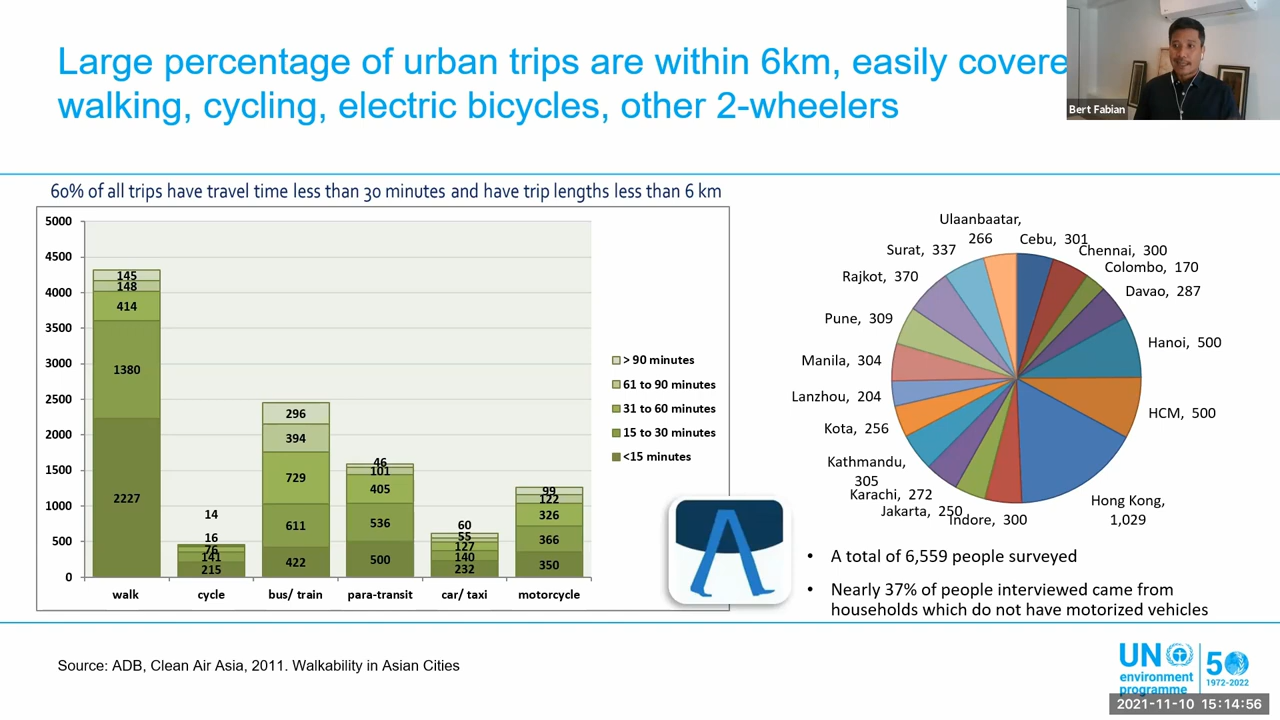 Large percentage of urban trips are within 6km, easily covere
walking, cycling, electric bicycles, other 2-wheelers
Bert Fabian
60% of all trips have travel time less than 30 minutes and have trip lengths less than 6 km
5000
4500
4000
3500
3000
2500
2000
1500
1000
500
0
145
148
414
1380
2227
14
16
76
141
215
296
394
729
611
422
46
101
405
536
500
60
55
127
140
232
99
122
326
366
350
walk
cycle
bus/ train
para-transit
car/ taxi
motorcycle
> 90 minutes
61 to 90 minutes
31 to 60 minutes
15 to 30 minutes
<15 minutes
Ulaanbaatar,
266
Cebu, 301
Chennai, 300
Colombo, 170
Davao, 287
Hanoi, 500
HCM, 500
Hong Kong,
1,029
Indore, 300
Jakarta, 250
Karachi, 272
Kathmandu,
305
Kota, 256
Lanzhou, 204
Manila, 304
Pune, 309
Rajkot, 370
Surat, 337
• A total of 6,559 people surveyed
• Nearly 37% of people interviewed came from
households which do not have motorized vehicles
Source: ADB, Clean Air Asia, 2011. Walkability in Asian Cities
UN
environment
programme
50
1972-2022
2021-11-10 15:14:56